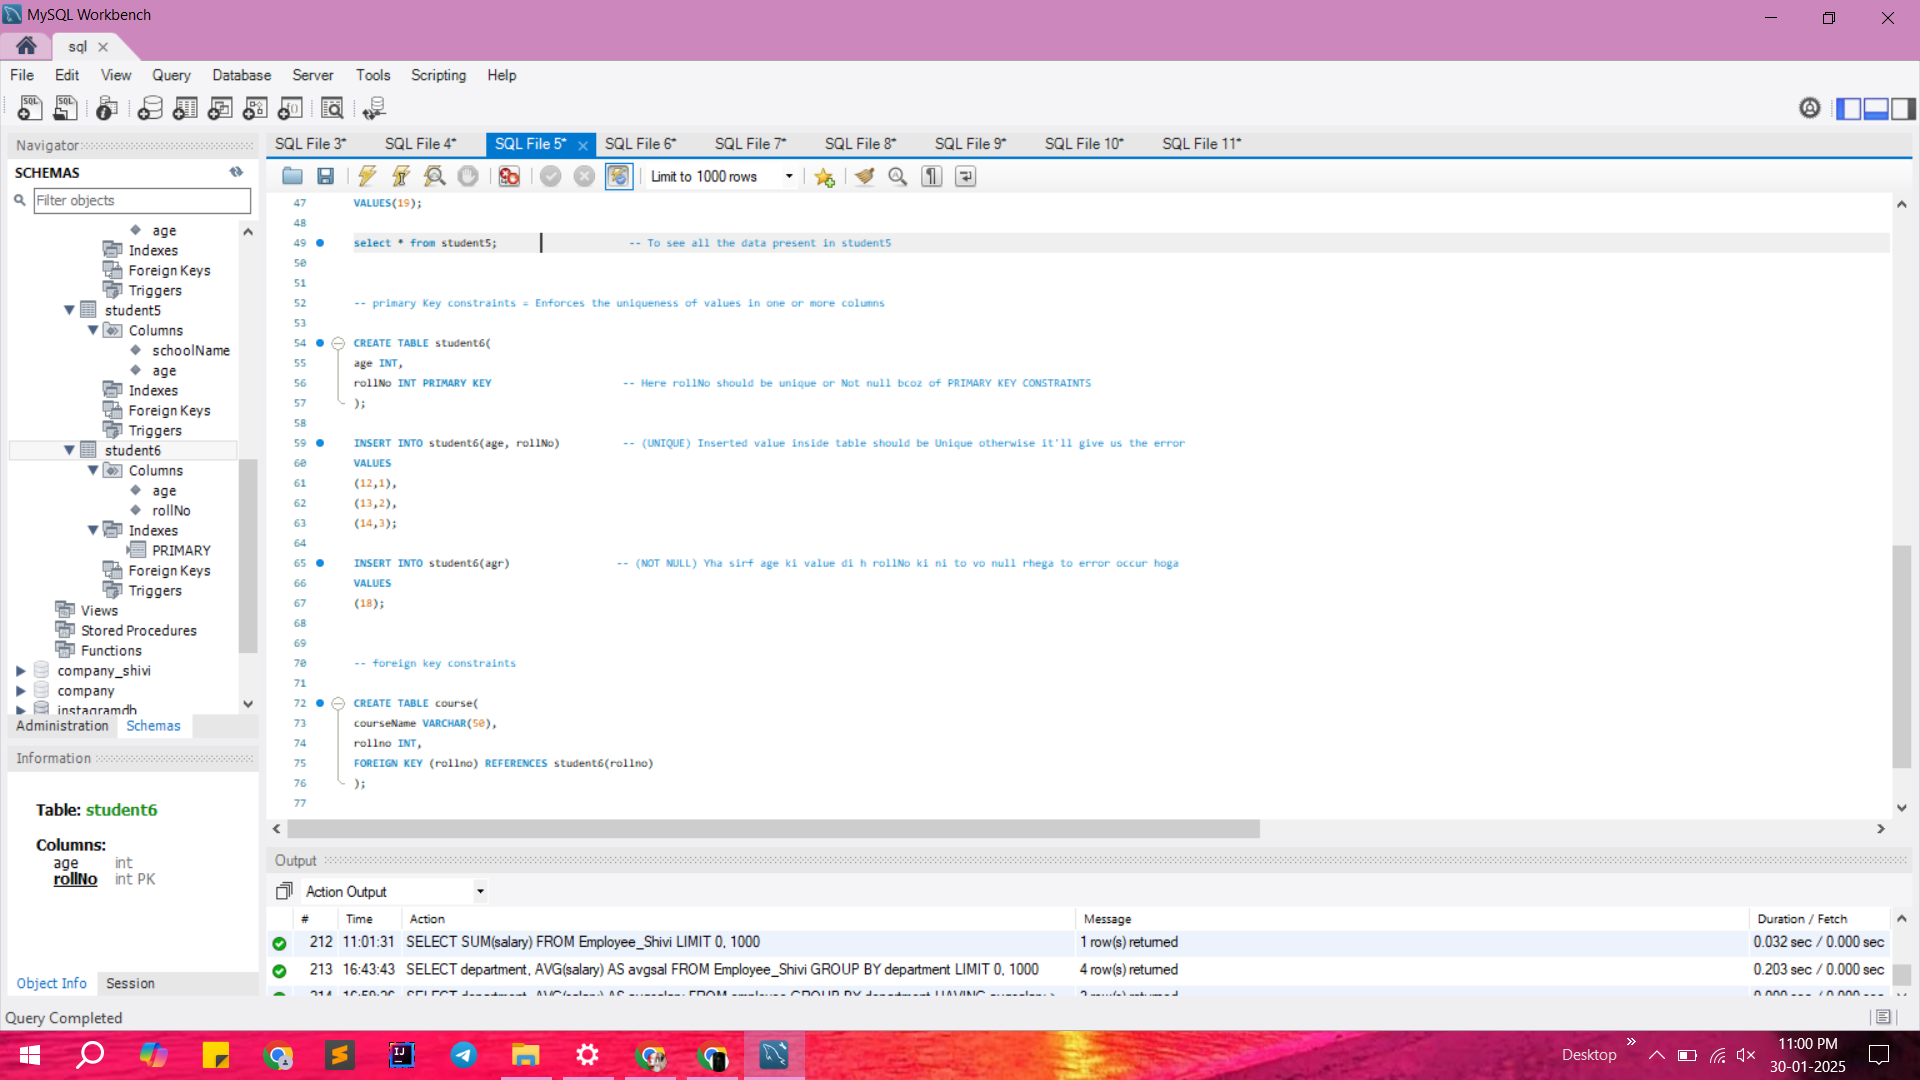 MySQL Workbench
sql
File Edit View Query Database Server Tools Scripting Help
Navigator
SCHEMAS
Filter objects
age
Indexes
Foreign Keys
Triggers
student5
Columns
schoolName
age
Indexes
Foreign Keys
Triggers
student6
Columns
age
rollNo
Indexes
PRIMARY
Foreign Keys
Triggers
Views
Stored Procedures
Functions
company_shivi
company
instagramdb
Administration Schemas
Information
Table: student6
Columns:
age int
rollNo int PK
Object Info Session
SQL File 3* SQL File 4* SQL File 5* SQL File 6* SQL File 7* SQL File 8* SQL File 9* SQL File 10* SQL File 11*
Limit to 1000 rows
47 VALUES(19);
48
49 select * from student5; -- To see all the data present in student5
50
51
52 -- primary Key constraints = Enforces the uniqueness of values in one or more columns
53
54 CREATE TABLE student6(
55 age INT,
56 rollNo INT PRIMARY KEY -- Here rollNo should be unique or Not null bcoz of PRIMARY KEY CONSTRAINTS
57 );
58
59 INSERT INTO student6(age, rollNo) -- (UNIQUE) Inserted value inside table should be Unique otherwise it'll give us the error
60 VALUES
61 (12,1),
62 (13,2),
63 (14,3);
64
65 INSERT INTO student6(agr) -- (NOT NULL) Yha sirf age ki value di h rollNo ki ni to vo null rhega to error occur hoga
66 VALUES
67 (18);
68
69
70 -- foreign key constraints
71
72 CREATE TABLE course(
73 courseName VARCHAR(50),
74 rollno INT,
75 FOREIGN KEY (rollno) REFERENCES student6(rollno)
76 );
77
Output
Action Output
# Time Action Message Duration / Fetch
212 11:01:31 SELECT SUM(salary) FROM Employee_Shivi LIMIT 0, 1000 1 row(s) returned 0.032 sec / 0.000 sec
213 16:43:43 SELECT department, AVG(salary) AS avgsal FROM Employee_Shivi GROUP BY department LIMIT 0, 1000 4 row(s) returned 0.203 sec / 0.000 sec
Query Completed
Desktop
11:00 PM
30-01-2025